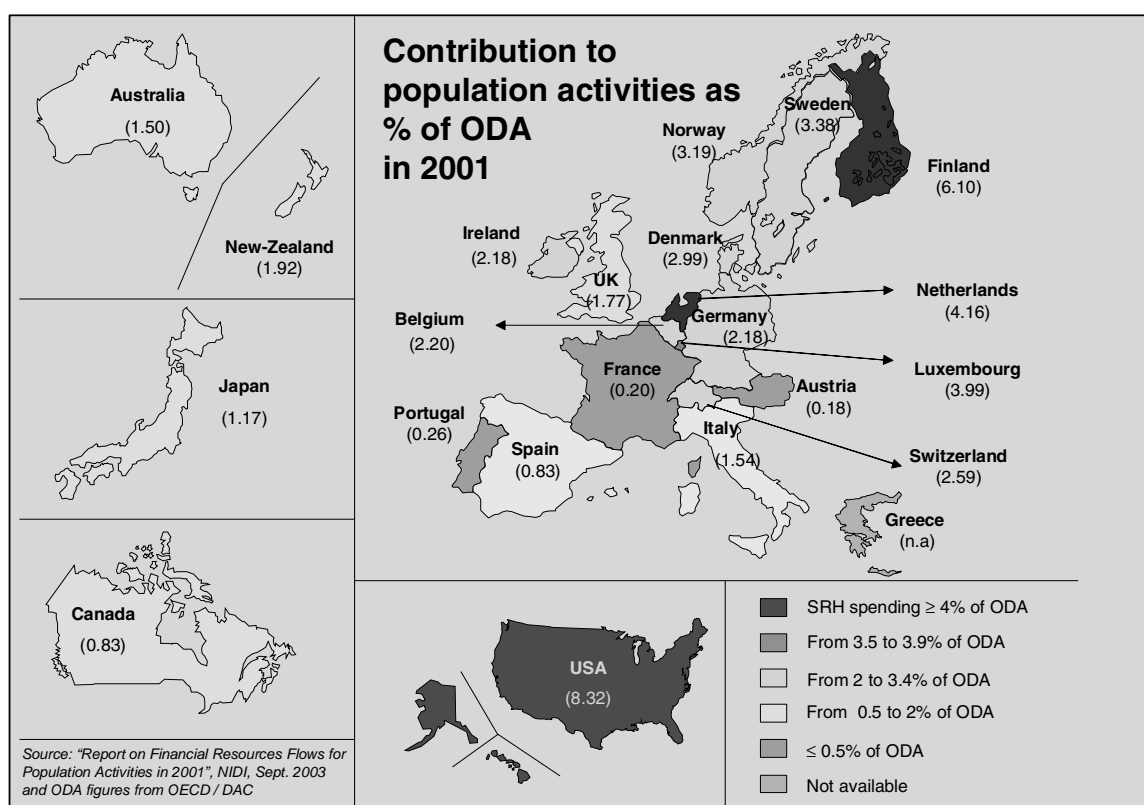 Contribution to
population activities as
% of ODA
in 2001
Australia
(1.50)
New-Zealand
(1.92)
Japan
(1.17)
Canada
(0.83)
Source: “Report on Financial Resources Flows for
Population Activities in 2001”, NIDI, Sept. 2003
and ODA figures from OECD / DAC
Sweden
(3.38)
Norway
(3.19)
Finland
(6.10)
Ireland
(2.18)
Denmark
(2.99)
UK
(1.77)
Netherlands
(4.16)
Belgium
(2.20)
Germany
(2.18)
Luxembourg
(3.99)
France
(0.20)
Austria
(0.18)
Portugal
(0.26)
Spain
(0.83)
Italy
(1.54)
Switzerland
(2.59)
Greece
(n.a)
USA
(8.32)
SRH spending ≥ 4% of ODA
From 3.5 to 3.9% of ODA
From 2 to 3.4% of ODA
From 0.5 to 2% of ODA
≤ 0.5% of ODA
Not available